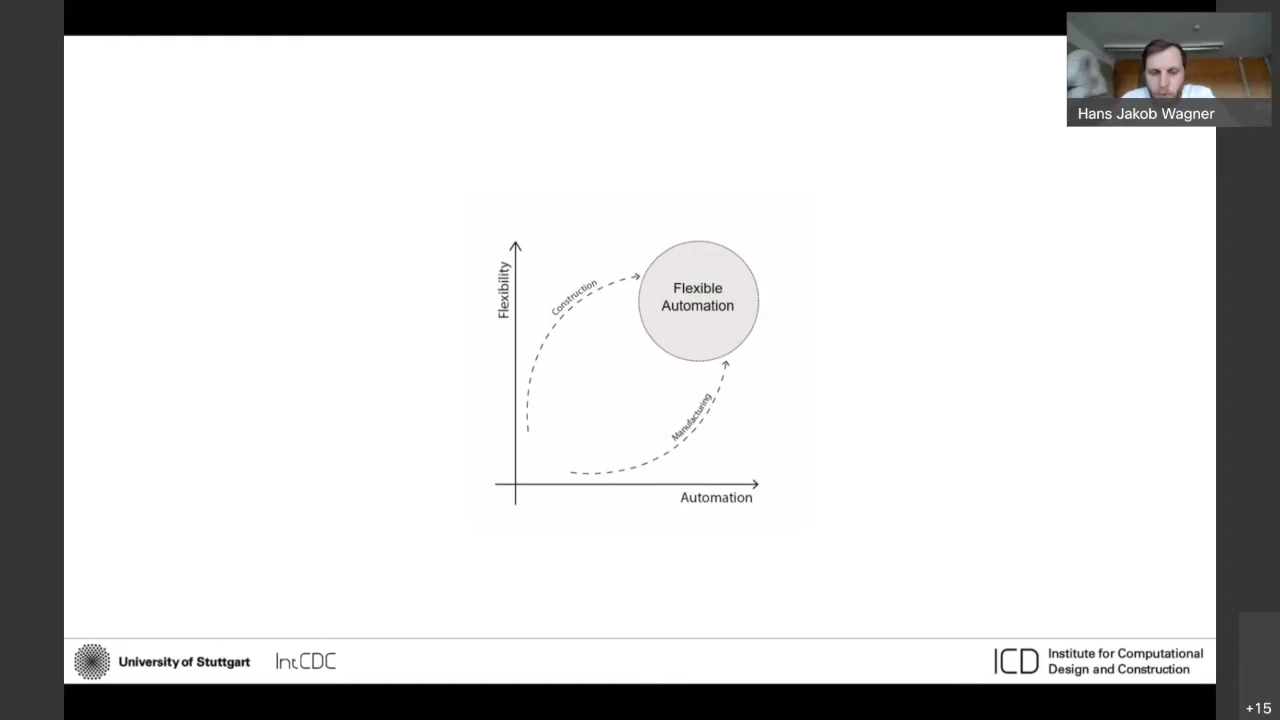 Hans Jakob Wagner
Flexibility
Construction
Flexible
Automation
Manufacturing
Automation
University of Stuttgart
IntCDC
ICD
Institute for Computational
Design and Construction
+15